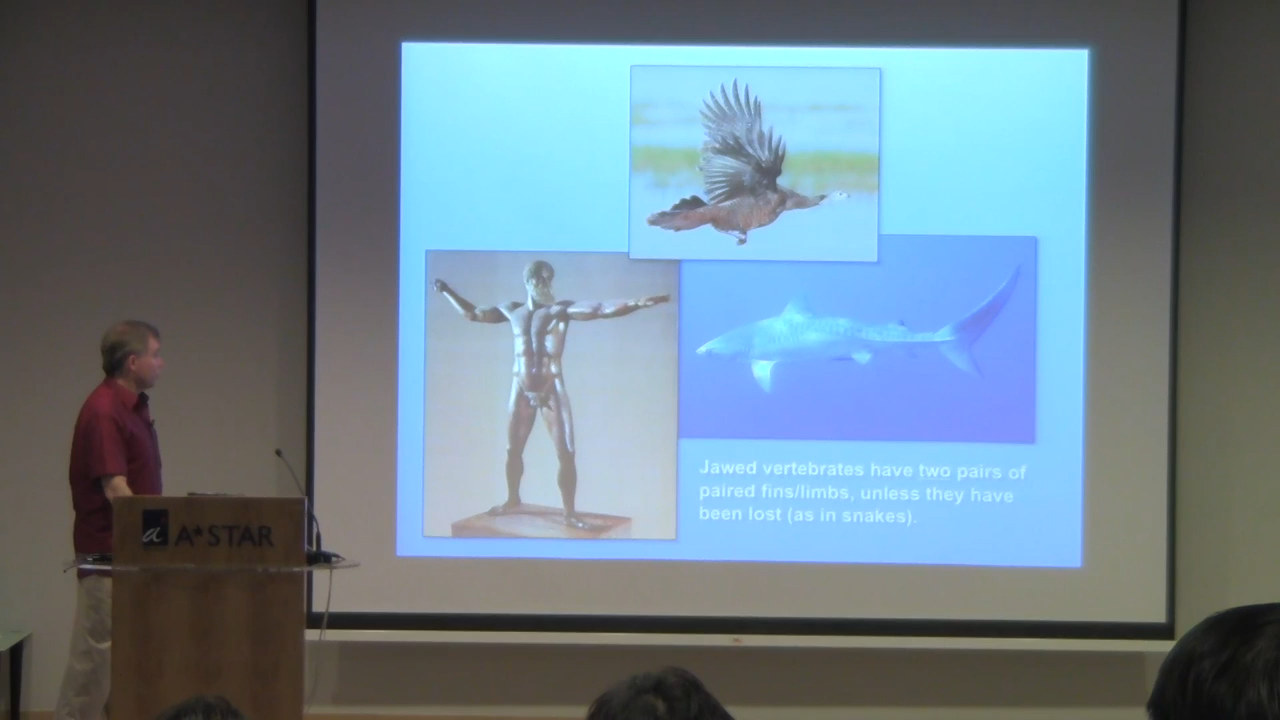 Jawed vertebrates have two pairs of
paired fins/limbs, unless they have
been lost (as in snakes).
a A*STAR